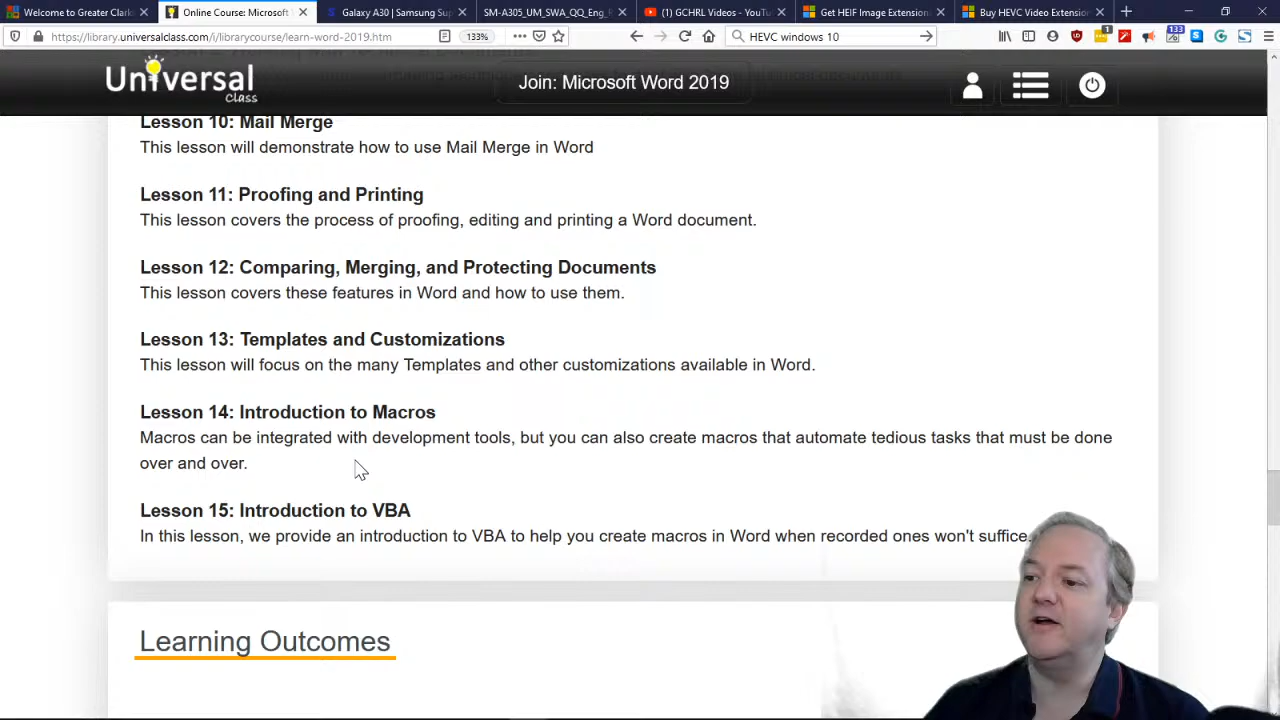 Welcome to Greater Clark
Online Course: Microsoft
Galaxy A30 | Samsung Sup
SM-A305_UM_SWA_QQ_Eng_
(1) GCHRL Videos - YouTu
Get HEIF Image Extension
Buy HEVC Video Extension
https://library.universalclass.com/i/librarycourse/learn-word-2019.htm
133%
HEVC windows 10
1
133
Universal
Class
Join: Microsoft Word 2019
Lesson 10: Mail Merge
This lesson will demonstrate how to use Mail Merge in Word
Lesson 11: Proofing and Printing
This lesson covers the process of proofing, editing and printing a Word document.
Lesson 12: Comparing, Merging, and Protecting Documents
This lesson covers these features in Word and how to use them.
Lesson 13: Templates and Customizations
This lesson will focus on the many Templates and other customizations available in Word.
Lesson 14: Introduction to Macros
Macros can be integrated with development tools, but you can also create macros that automate tedious tasks that must be done
over and over.
Lesson 15: Introduction to VBA
In this lesson, we provide an introduction to VBA to help you create macros in Word when recorded ones won't suffice.
Learning Outcomes